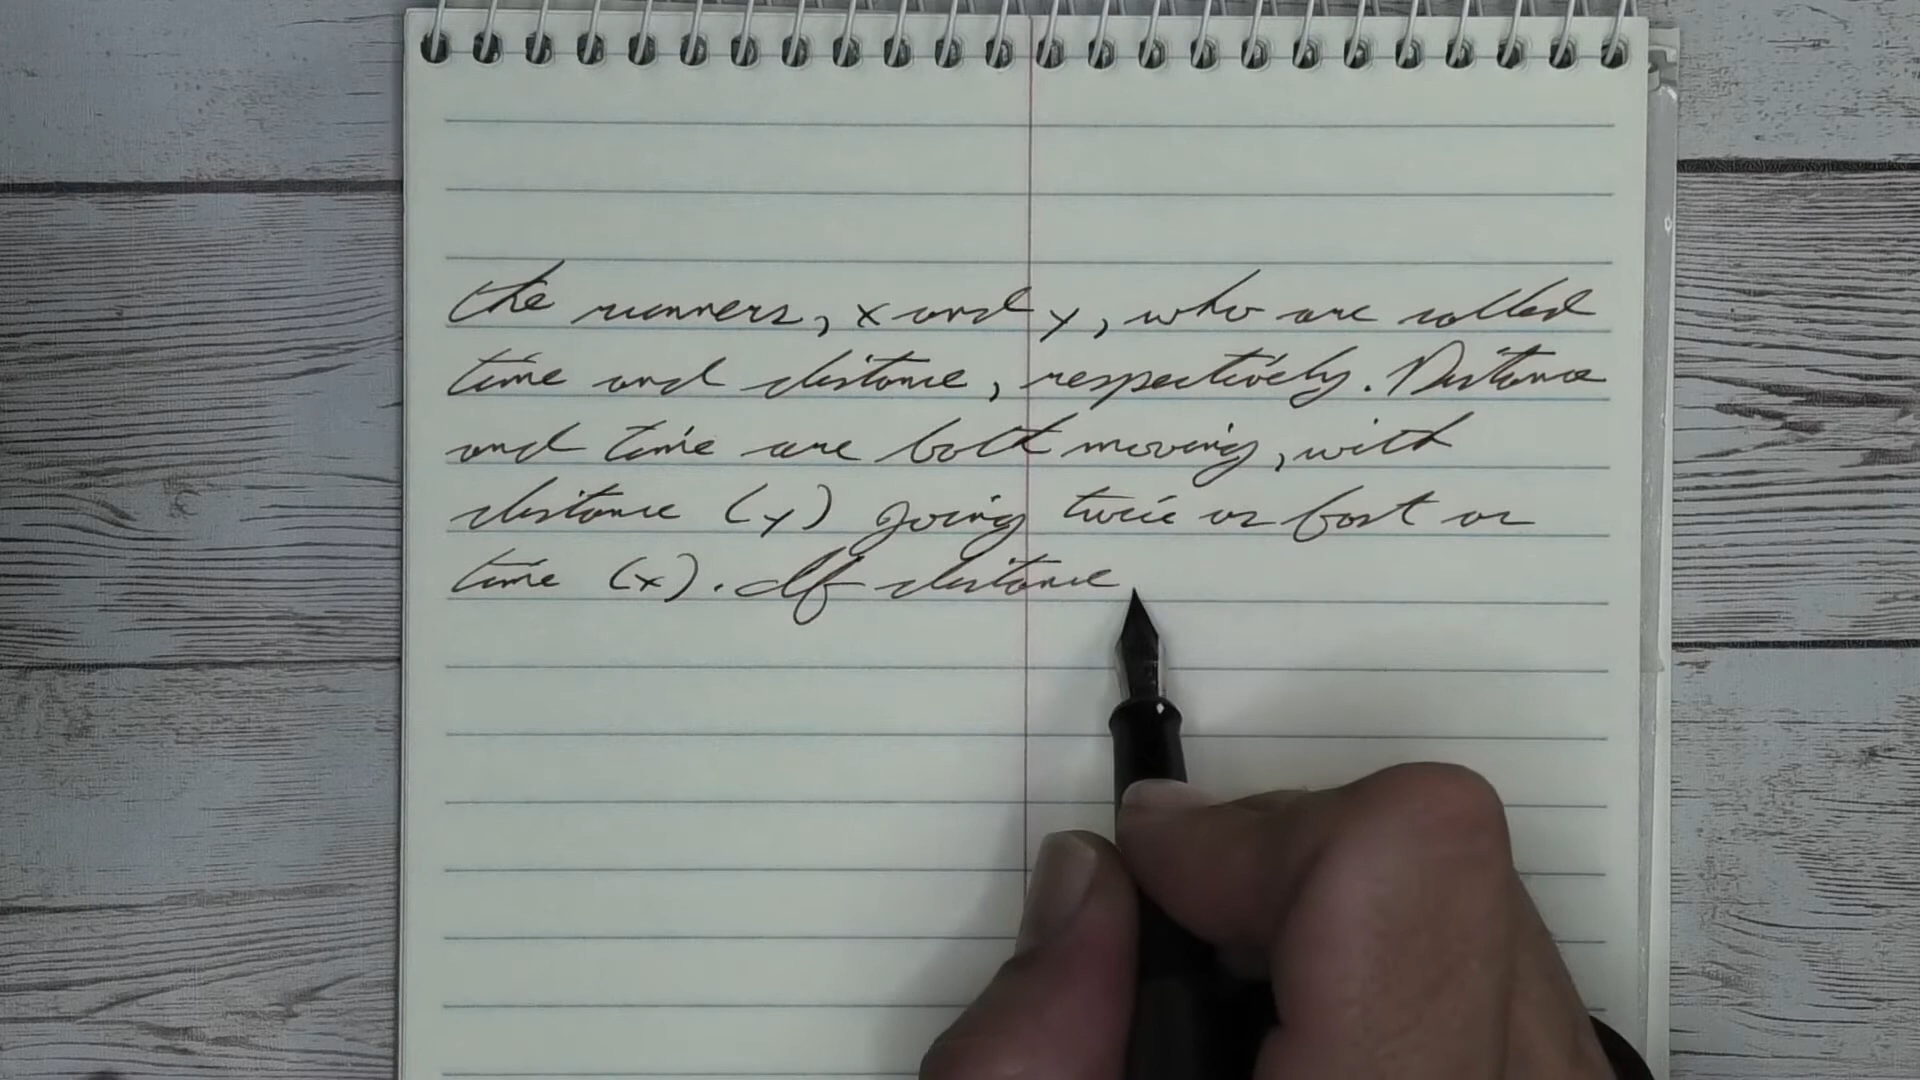 the runners, x and y, who are called
time and distance, respectively. Distance
and time are both moving, with
distance (y) going twice as fast as
time (x). If distance